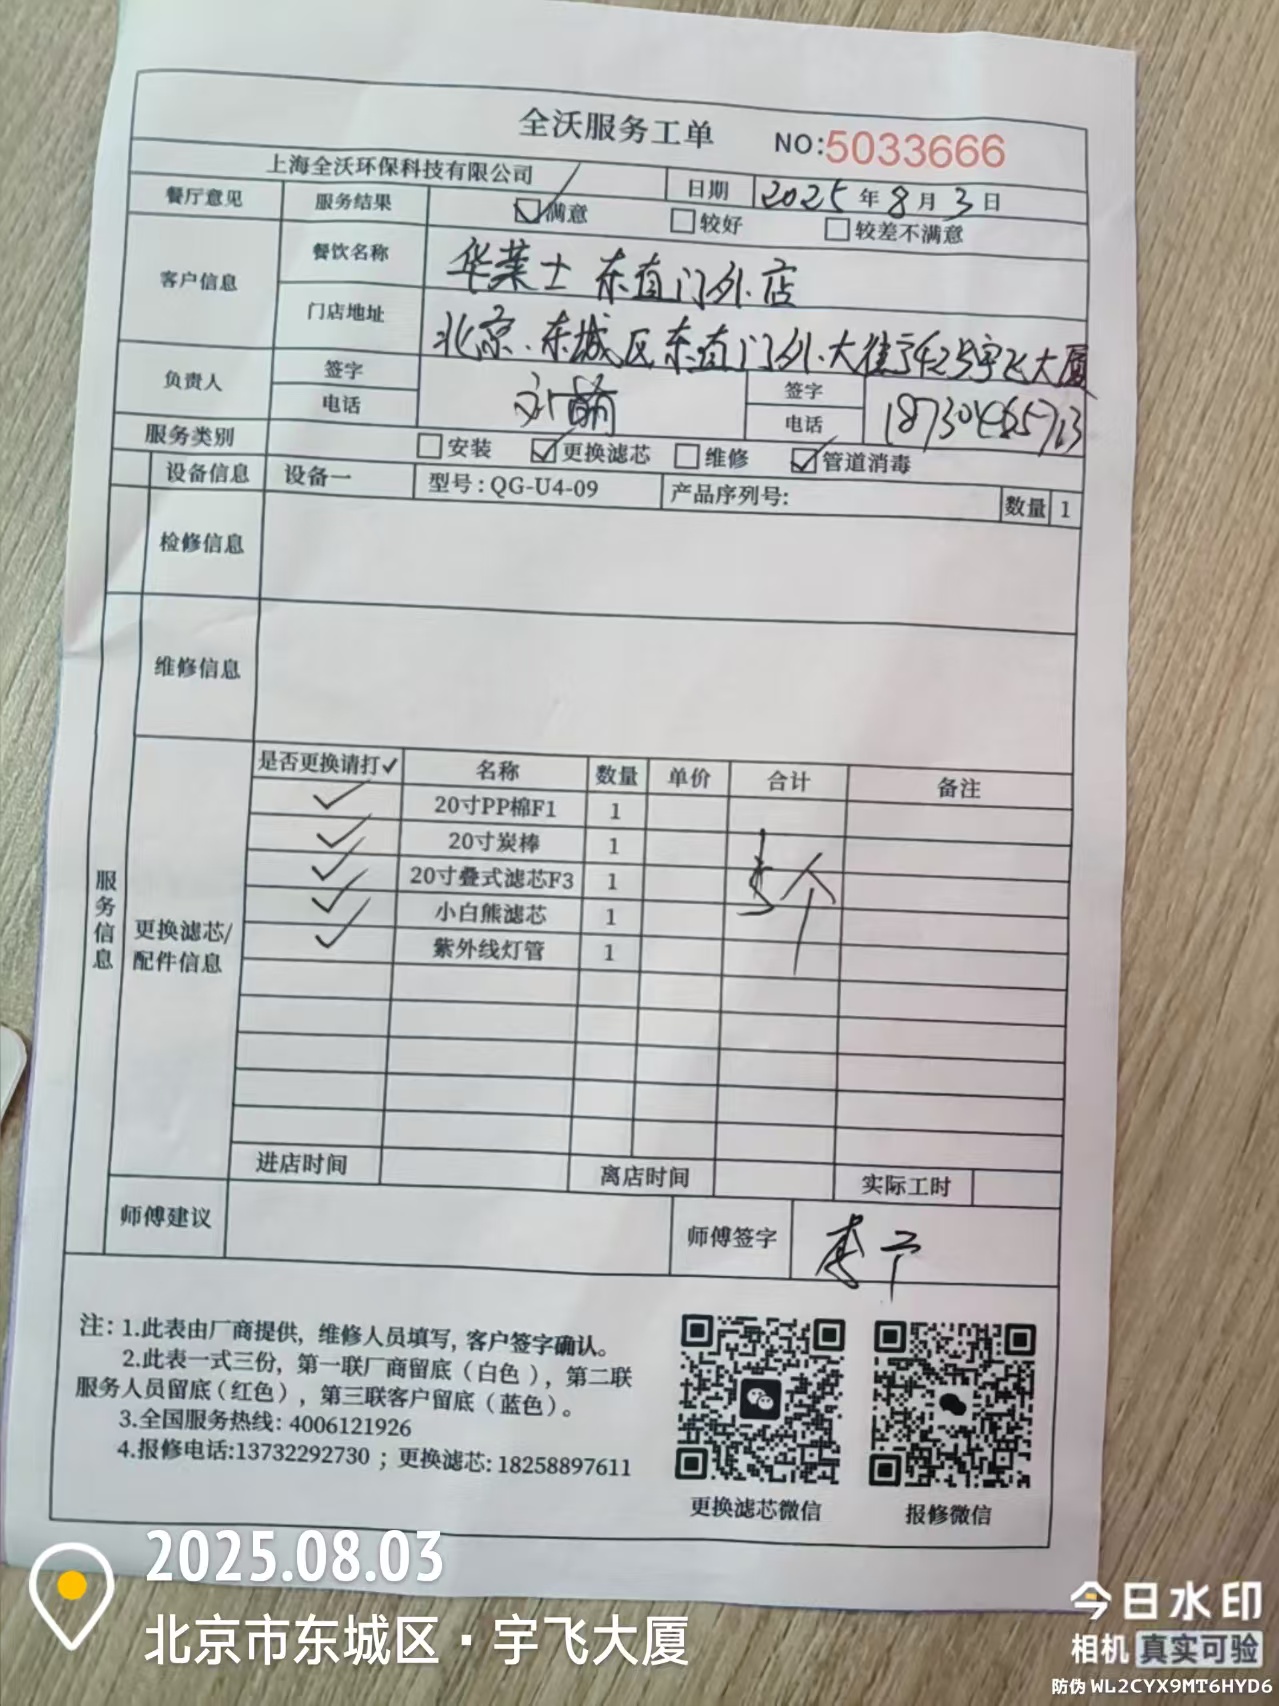 全沃服务工单 NO:5033666
上海全沃环保科技有限公司 日期 2025年8月3日
餐厅意见 服务结果 ☑满意 □较好 □较差不满意
客户信息 餐饮名称 华莱士 东直门外店
门店地址 北京.东城区东直门外大街42号宇飞大厦
负责人 签字 签字
电话 电话
服务类别 □安装 ☑更换滤芯 □维修 ☑管道消毒
设备信息 设备一 型号:QG-U4-09 产品序列号: 数量 1
检修信息
维修信息
服务信息
更换滤芯/配件信息
是否更换请打✓ 名称 数量 单价 合计 备注
✓ 20寸PP棉F1 1
✓ 20寸炭棒 1
✓ 20寸叠式滤芯F3 1
✓ 小白熊滤芯 1
✓ 紫外线灯管 1
进店时间 离店时间 实际工时
师傅建议 师傅签字 李宁
注: 1.此表由厂商提供, 维修人员填写, 客户签字确认。
2.此表一式三份, 第一联厂商留底(白色), 第二联
服务人员留底(红色), 第三联客户留底(蓝色)。
3.全国服务热线: 4006121926
4.报修电话:13732292730 ; 更换滤芯: 18258897611
更换滤芯微信 报修微信
2025.08.03
北京市东城区·宇飞大厦
今日水印
相机 真实可验
防伪 WL2CYX9MT6HYD6